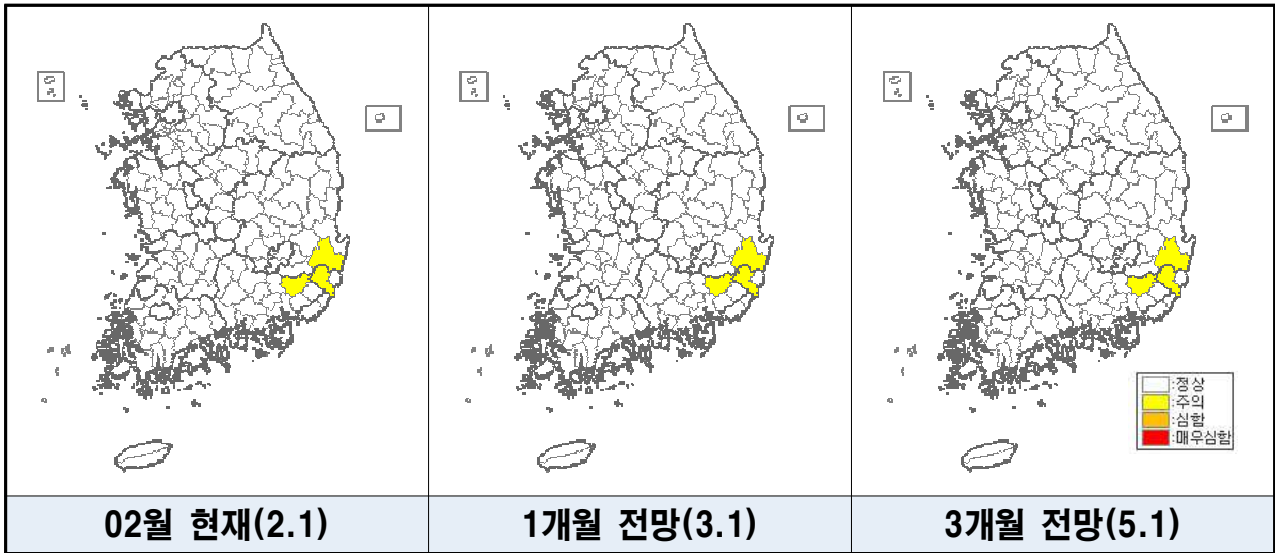 :정상
:주의
:심함
:매우심함
02월 현재(2.1)
1개월 전망(3.1)
3개월 전망(5.1)